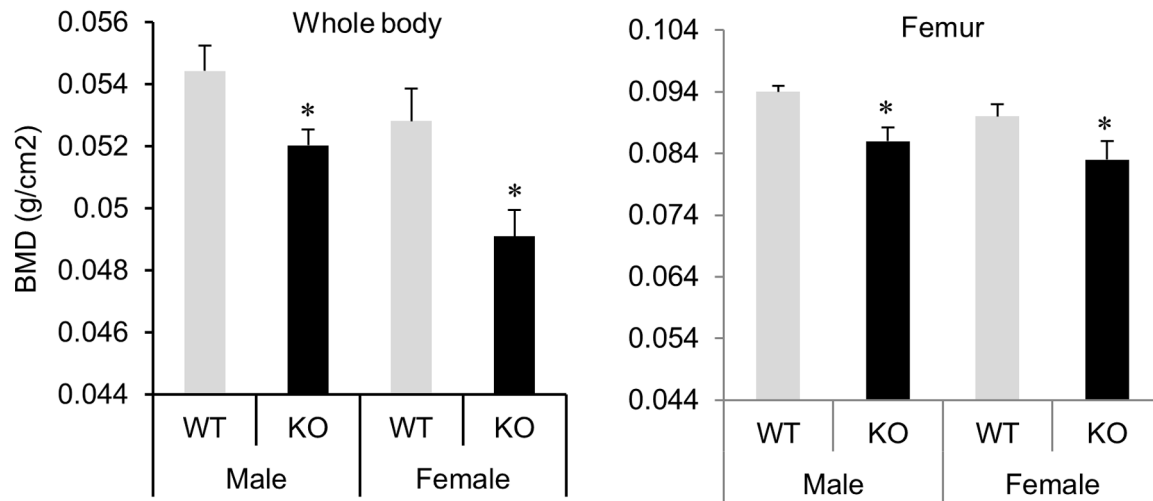 Whole body
BMD (g/cm2)
0.056
0.054
0.052
0.05
0.048
0.046
0.044
*
*
WT KO WT KO
Male Female
Femur
0.104
0.094
0.084
0.074
0.064
0.054
0.044
*
*
WT KO WT KO
Male Female